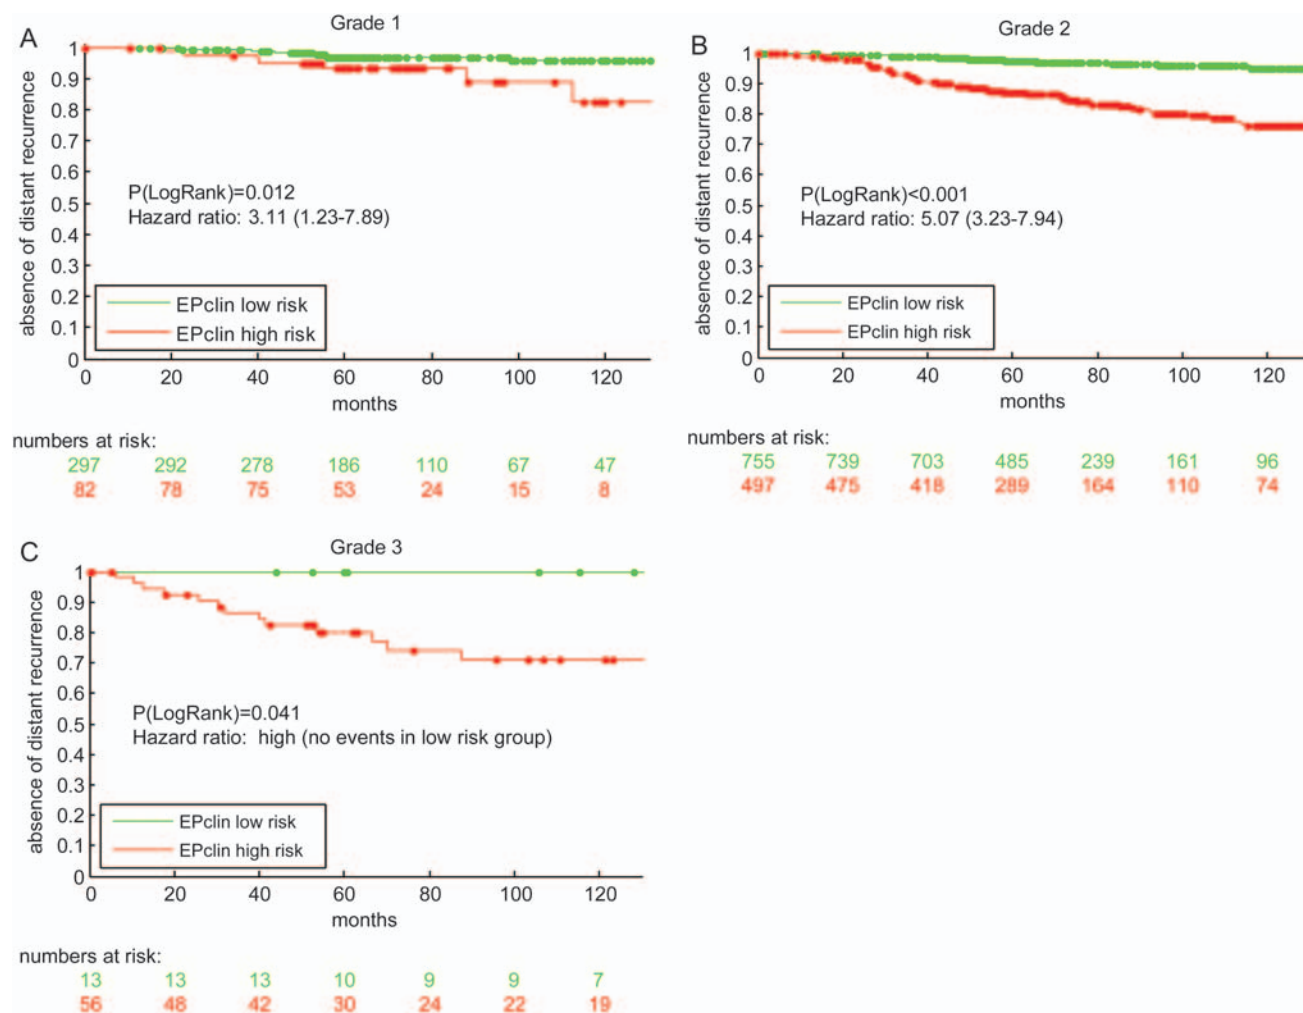 A
Grade 1
1
0.9
0.8
0.7
0.6
0.5
0.4
0.3
0.2
0.1
0
absence of distant recurrence
P(LogRank)=0.012
Hazard ratio: 3.11 (1.23-7.89)
EPclin low risk
EPclin high risk
0 20 40 60 80 100 120
months
numbers at risk:
297 292 278 186 110 67 47
82 78 75 53 24 15 8
B
Grade 2
1
0.9
0.8
0.7
0.6
0.5
0.4
0.3
0.2
0.1
0
absence of distant recurrence
P(LogRank)<0.001
Hazard ratio: 5.07 (3.23-7.94)
EPclin low risk
EPclin high risk
0 20 40 60 80 100 120
months
numbers at risk:
755 739 703 485 239 161 96
497 475 418 289 164 110 74
C
Grade 3
1
0.9
0.8
0.7
0.6
0.5
0.4
0.3
0.2
0.1
0
absence of distant recurrence
P(LogRank)=0.041
Hazard ratio: high (no events in low risk group)
EPclin low risk
EPclin high risk
0 20 40 60 80 100 120
months
numbers at risk:
13 13 13 10 9 9 7
56 48 42 30 24 22 19